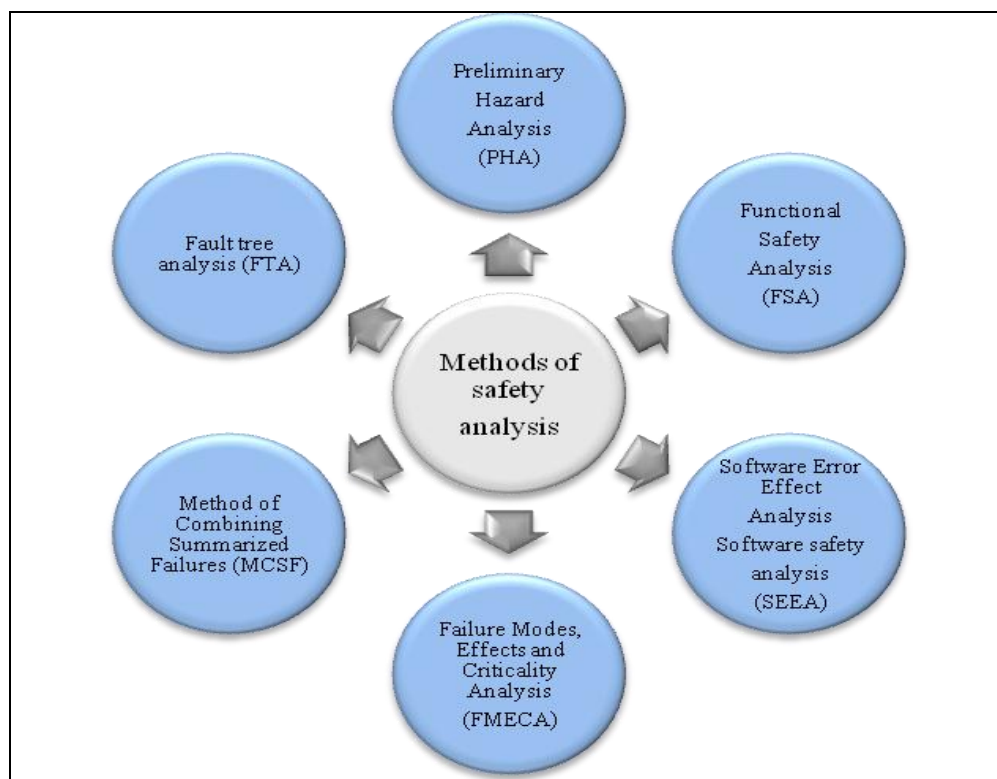 Preliminary
Hazard
Analysis
(PHA)
Functional
Safety
Analysis
(FSA)
Software Error
Effect
Analysis
Software safety
analysis
(SEEA)
Failure Modes,
Effects and
Criticality
Analysis
(FMECA)
Method of
Combining
Summarized
Failures (MCSF)
Fault tree
analysis (FTA)
Methods of
safety
analysis